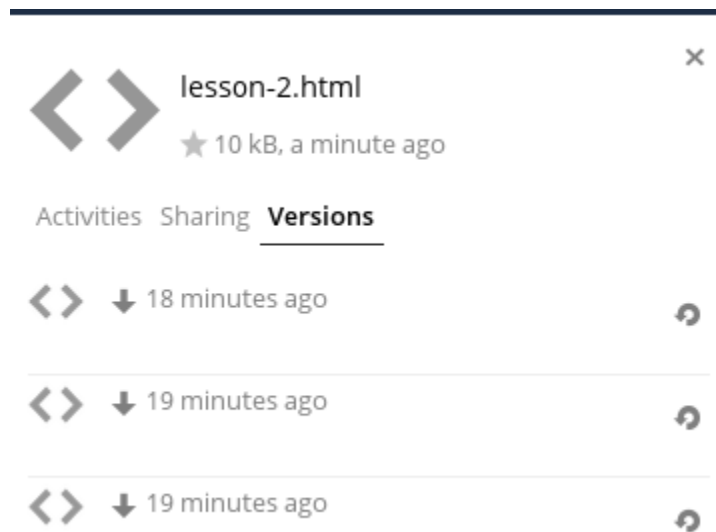 lesson-2.html
10 kB, a minute ago
Activities Sharing Versions
18 minutes ago
19 minutes ago
19 minutes ago